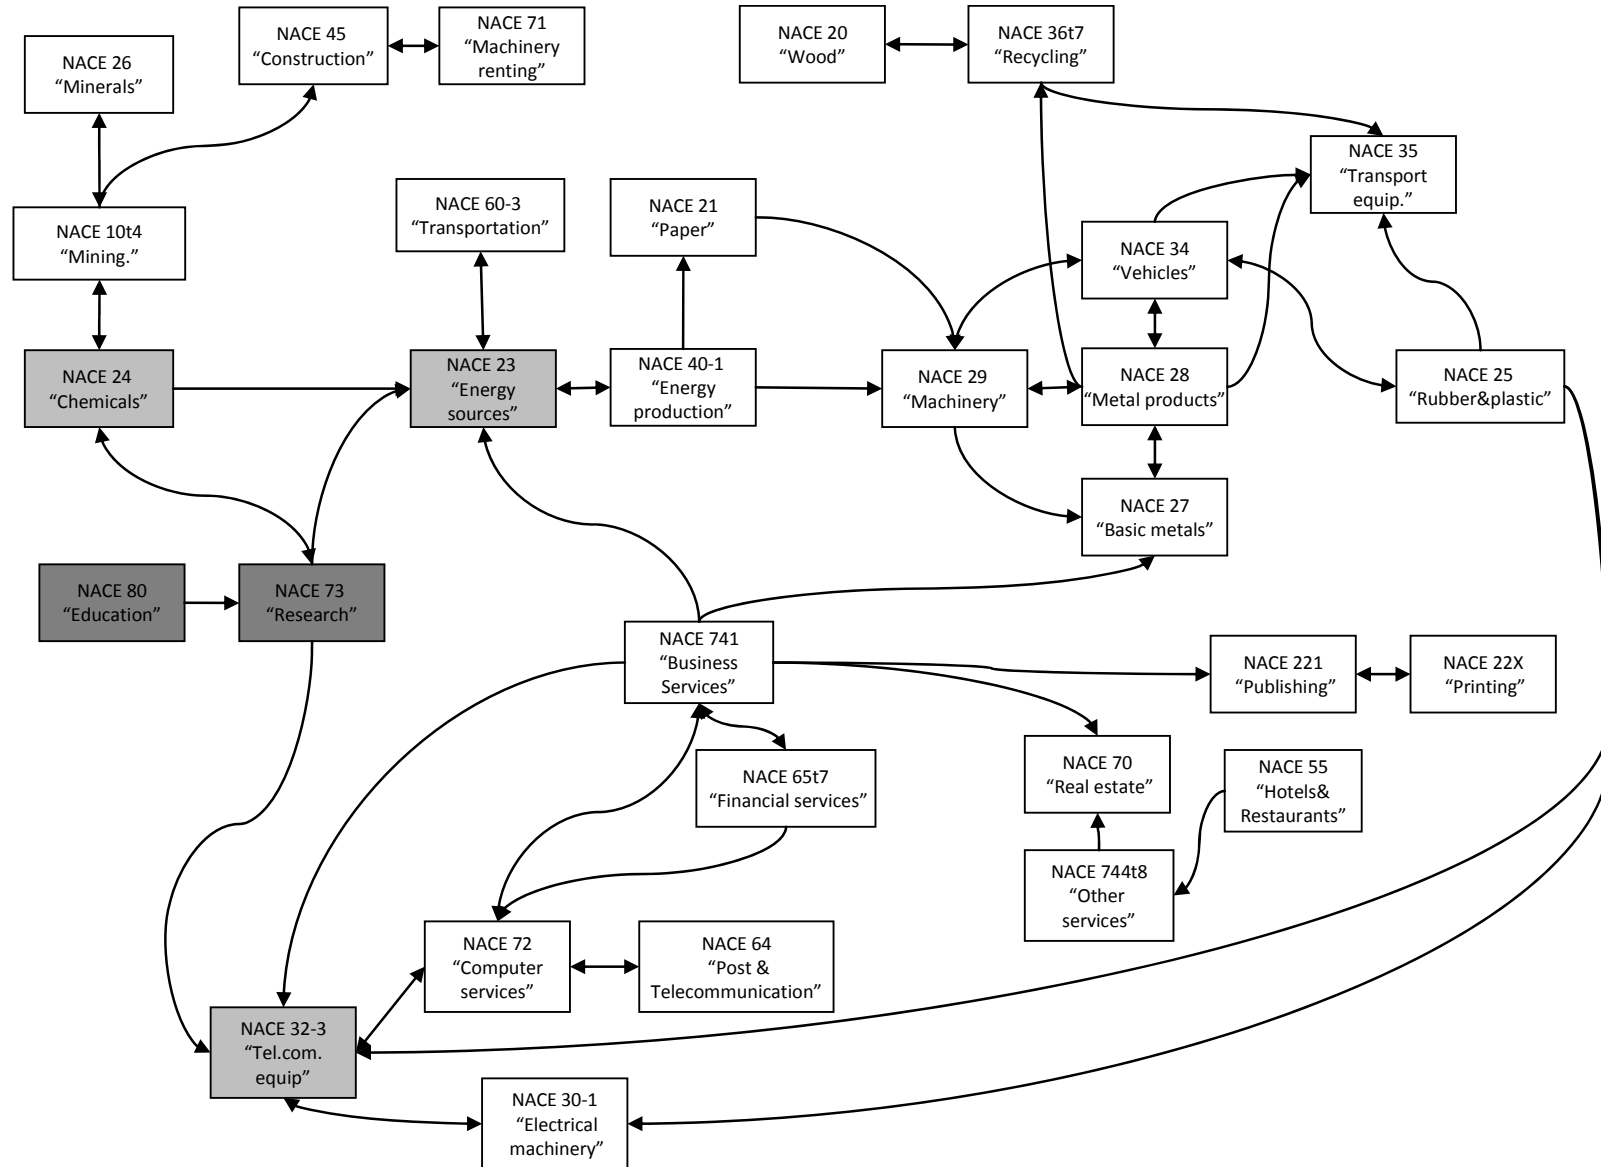 NACE 26
“Minerals”
NACE 45
“Construction”
NACE 71
“Machinery
renting”
NACE 20
“Wood”
NACE 36t7
“Recycling”
NACE 35
“Transport
equip.”
NACE 10t4
“Mining.”
NACE 60-3
“Transportation”
NACE 21
“Paper”
NACE 34
“Vehicles”
NACE 24
“Chemicals”
NACE 23
“Energy
sources”
NACE 40-1
“Energy
production”
NACE 29
“Machinery”
NACE 28
“Metal products”
NACE 25
“Rubber&plastic”
NACE 27
“Basic metals”
NACE 80
“Education”
NACE 73
“Research”
NACE 741
“Business
Services”
NACE 221
“Publishing”
NACE 22X
“Printing”
NACE 65t7
“Financial services”
NACE 70
“Real estate”
NACE 55
“Hotels&
Restaurants”
NACE 744t8
“Other
services”
NACE 72
“Computer
services”
NACE 64
“Post &
Telecommunication”
NACE 32-3
“Tel.com.
equip”
NACE 30-1
“Electrical
machinery”